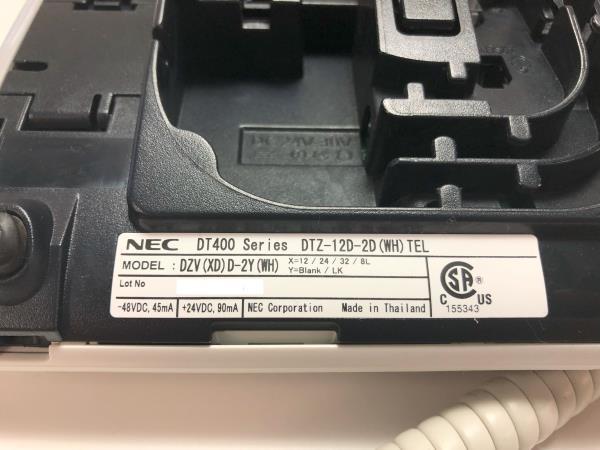 NEC DT400 Series DTZ-12D-2D(WH)TEL
MODEL : DZV(XD)D-2Y(WH) X=12 / 24 / 32 / 8L
Y=Blank / LK
Lot No
-48VDC, 45mA +24VDC, 90mA NEC Corporation Made in Thailand
CSA
C US
155343